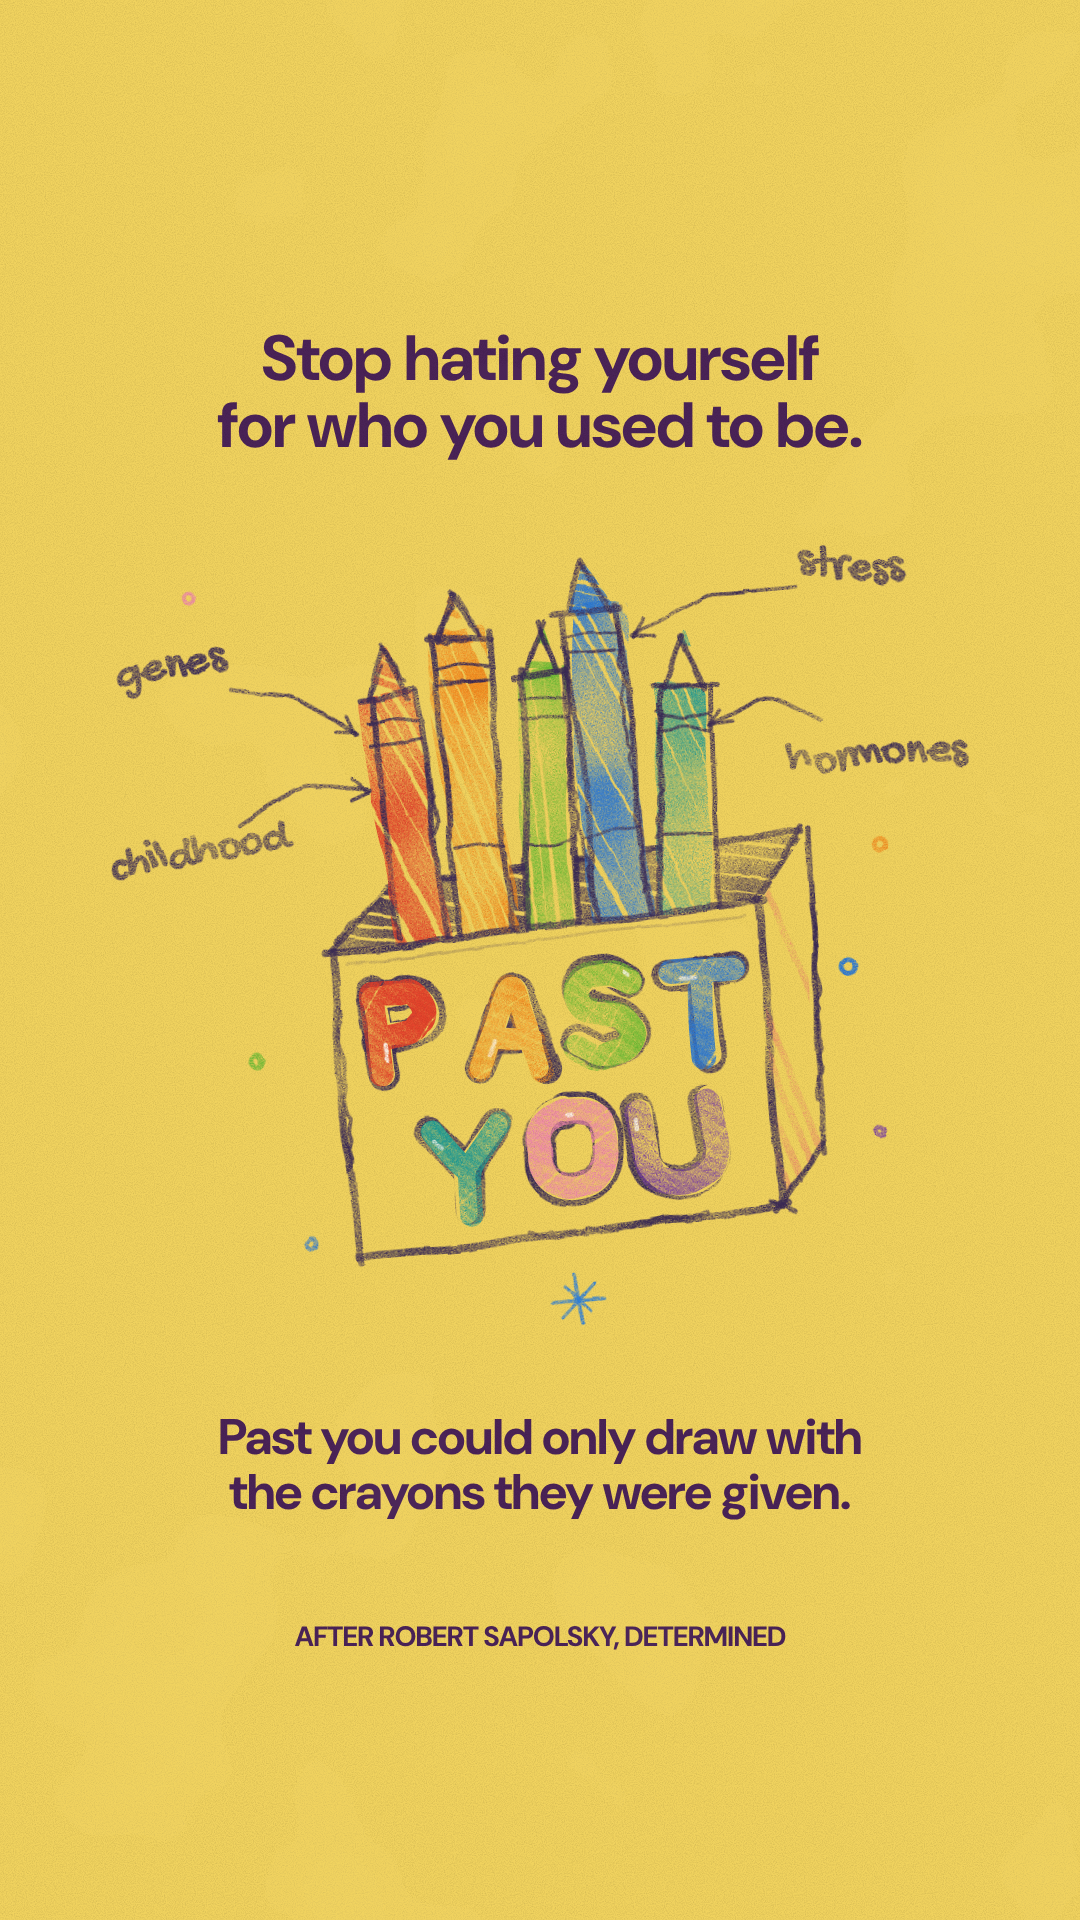 Stop hating yourself
for who you used to be.
stress
genes
hormones
childhood
PAST
YOU
Past you could only draw with
the crayons they were given.
AFTER ROBERT SAPOLSKY, DETERMINED